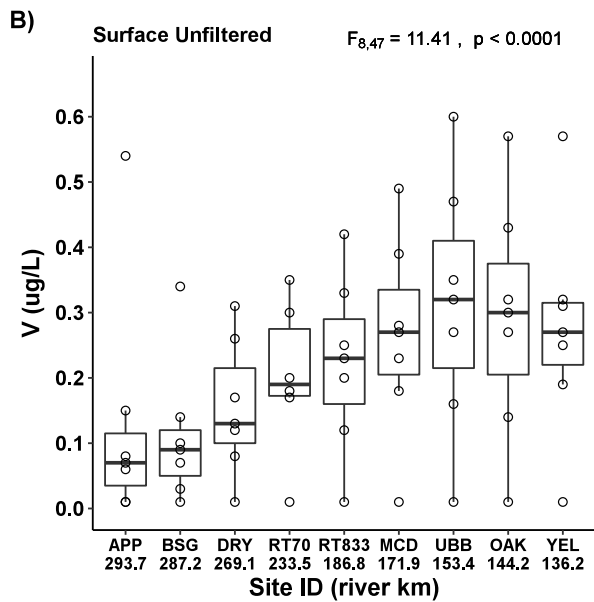 B)
Surface Unfiltered
F8,47 = 11.41 , p < 0.0001
V (ug/L)
0.6
0.5
0.4
0.3
0.2
0.1
0.0
APP BSG DRY RT70 RT833 MCD UBB OAK YEL
293.7 287.2 269.1 233.5 186.8 171.9 153.4 144.2 136.2
Site ID (river km)